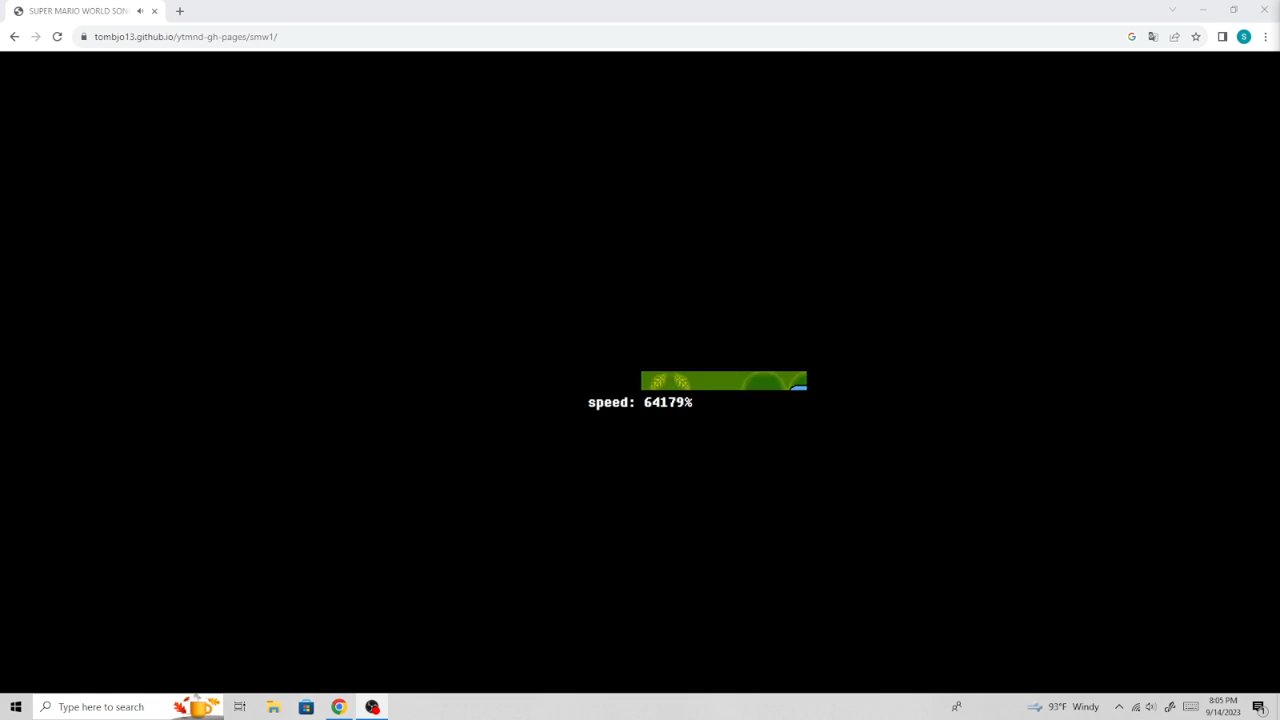 SUPER MARIO WORLD SON
tombjo13.github.io/ytmnd-gh-pages/smw1/
S
speed: 64179%
Type here to search
93°F Windy
8:05 PM
9/14/2023
1